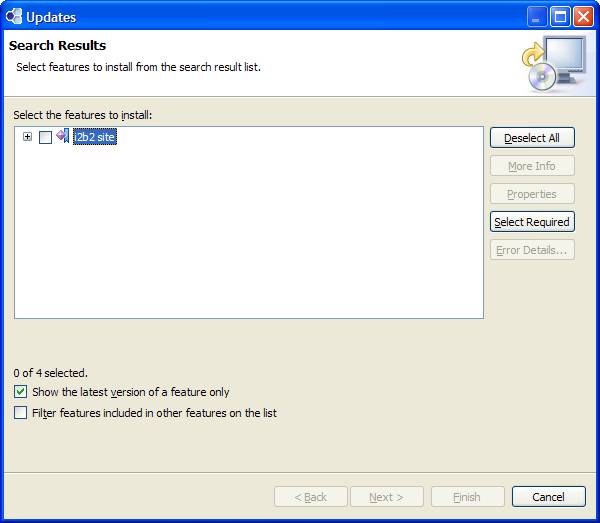 Updates
Search Results
Select features to install from the search result list.
Select the features to install:
i2b2 site
Deselect All
More Info
Properties
Select Required
Error Details...
0 of 4 selected.
Show the latest version of a feature only
Filter features included in other features on the list
< Back
Next >
Finish
Cancel